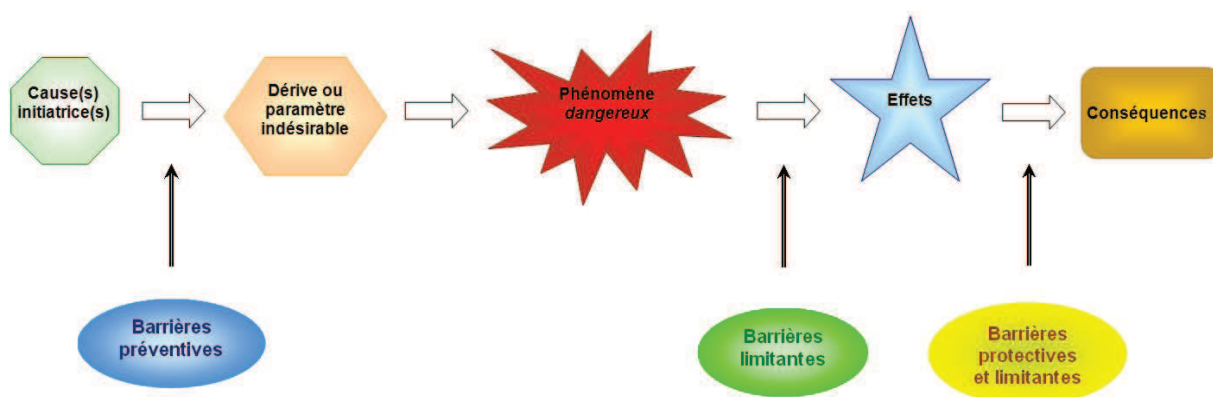 Cause(s)
initiatrice(s)
Dérive ou
paramètre
indésirable
Phénomène
dangereux
Effets
Conséquences
Barrières
préventives
Barrières
limitantes
Barrières
protectives
et limitantes